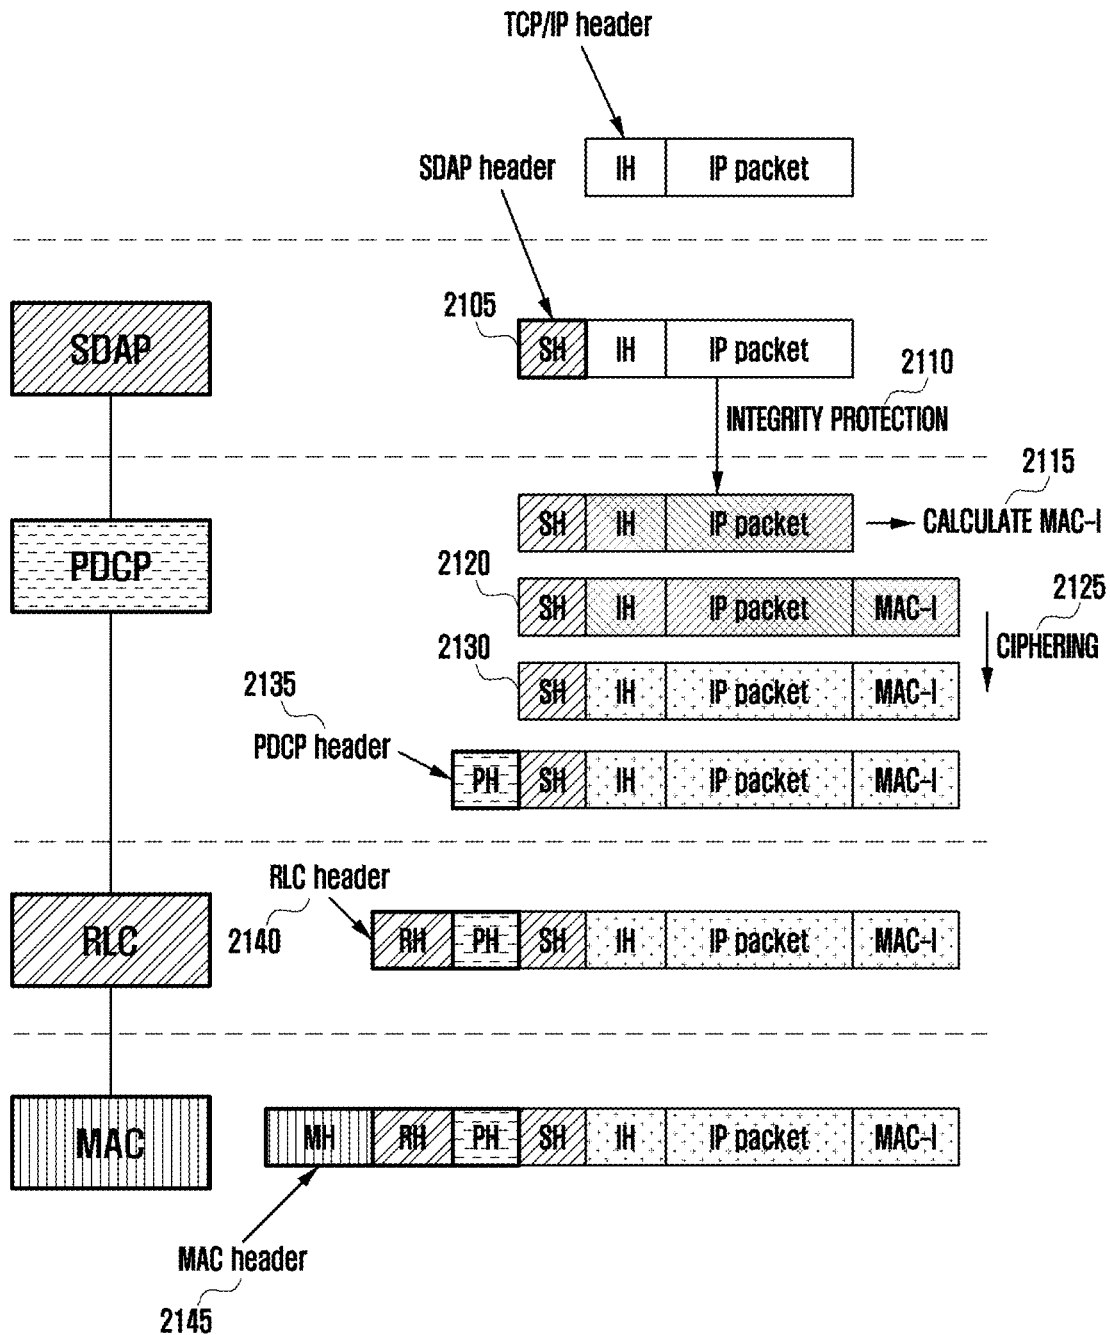 TCP/IP header
IH IP packet
SDAP header
SDAP
2105
SH IH IP packet
2110
INTEGRITY PROTECTION
2115
PDCP
SH IH IP packet
CALCULATE MAC-I
2120
SH IH IP packet MAC-I
2125
CIPHERING
2130
SH IH IP packet MAC-I
2135
PDCP header
PH SH IH IP packet MAC-I
RLC header
RLC
2140
RH PH SH IH IP packet MAC-I
MAC
MH RH PH SH IH IP packet MAC-I
MAC header
2145